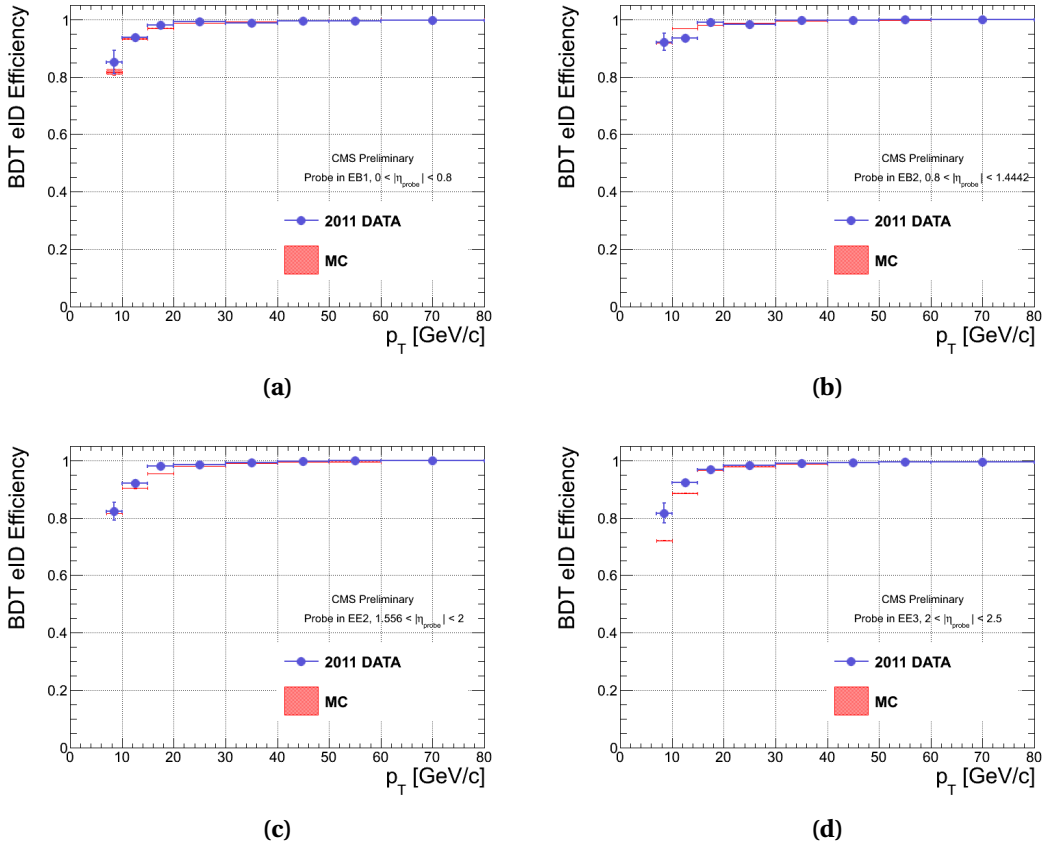 BDT eID Efficiency
1
0.8
0.6
0.4
0.2
0
CMS Preliminary
Probe in EB1, 0 < |η_probe| < 0.8
2011 DATA
MC
0 10 20 30 40 50 60 70 80
p_T [GeV/c]
(a)
BDT eID Efficiency
1
0.8
0.6
0.4
0.2
0
CMS Preliminary
Probe in EB2, 0.8 < |η_probe| < 1.4442
2011 DATA
MC
0 10 20 30 40 50 60 70 80
p_T [GeV/c]
(b)
BDT eID Efficiency
1
0.8
0.6
0.4
0.2
0
CMS Preliminary
Probe in EE2, 1.556 < |η_probe| < 2
2011 DATA
MC
0 10 20 30 40 50 60 70 80
p_T [GeV/c]
(c)
BDT eID Efficiency
1
0.8
0.6
0.4
0.2
0
CMS Preliminary
Probe in EE3, 2 < |η_probe| < 2.5
2011 DATA
MC
0 10 20 30 40 50 60 70 80
p_T [GeV/c]
(d)